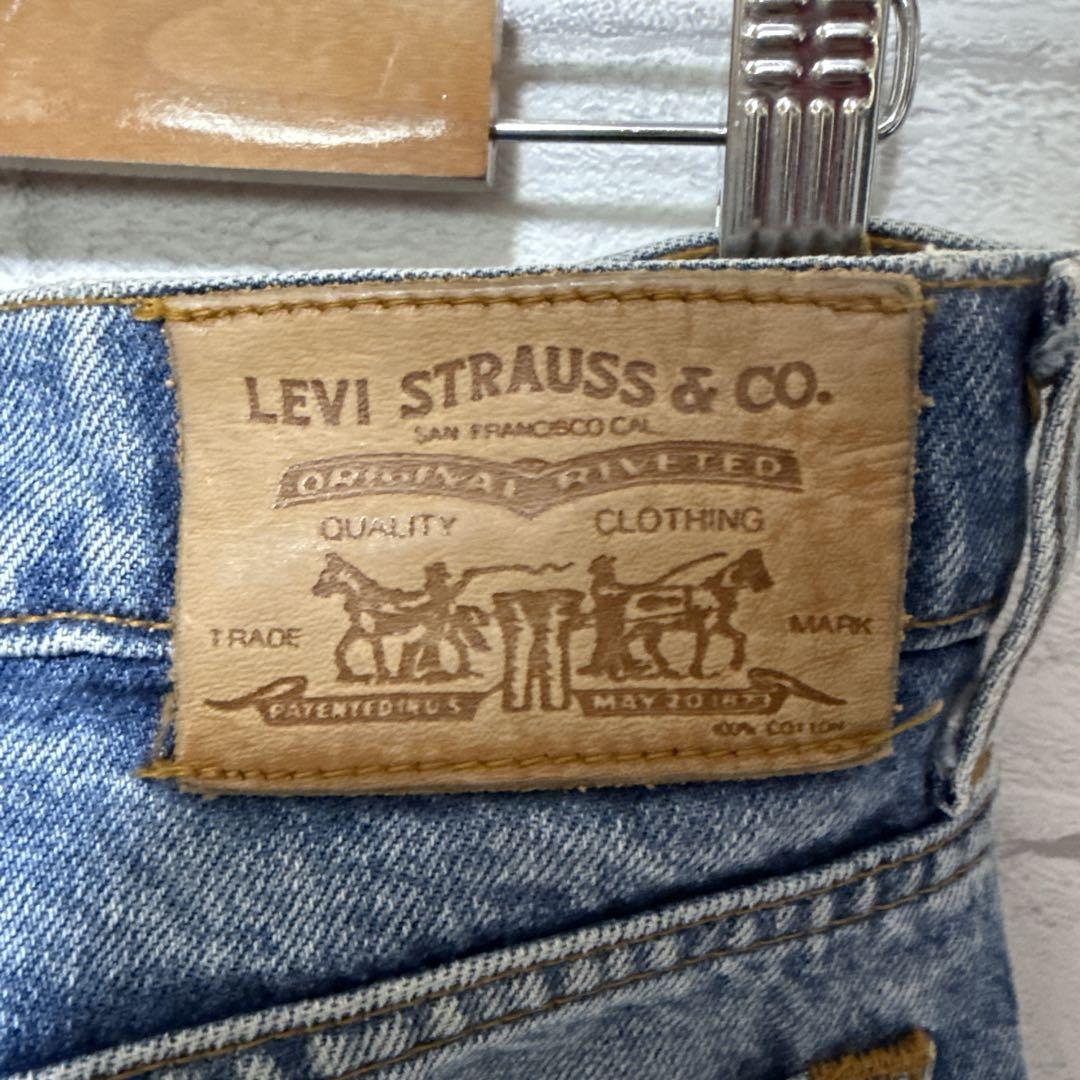 LEVI STRAUSS & CO.
SAN FRANCISCO CAL
ORIGINAL RIVETED
QUALITY CLOTHING
TRADE MARK
PATENTED IN U.S MAY 20 1873
100% COTTON